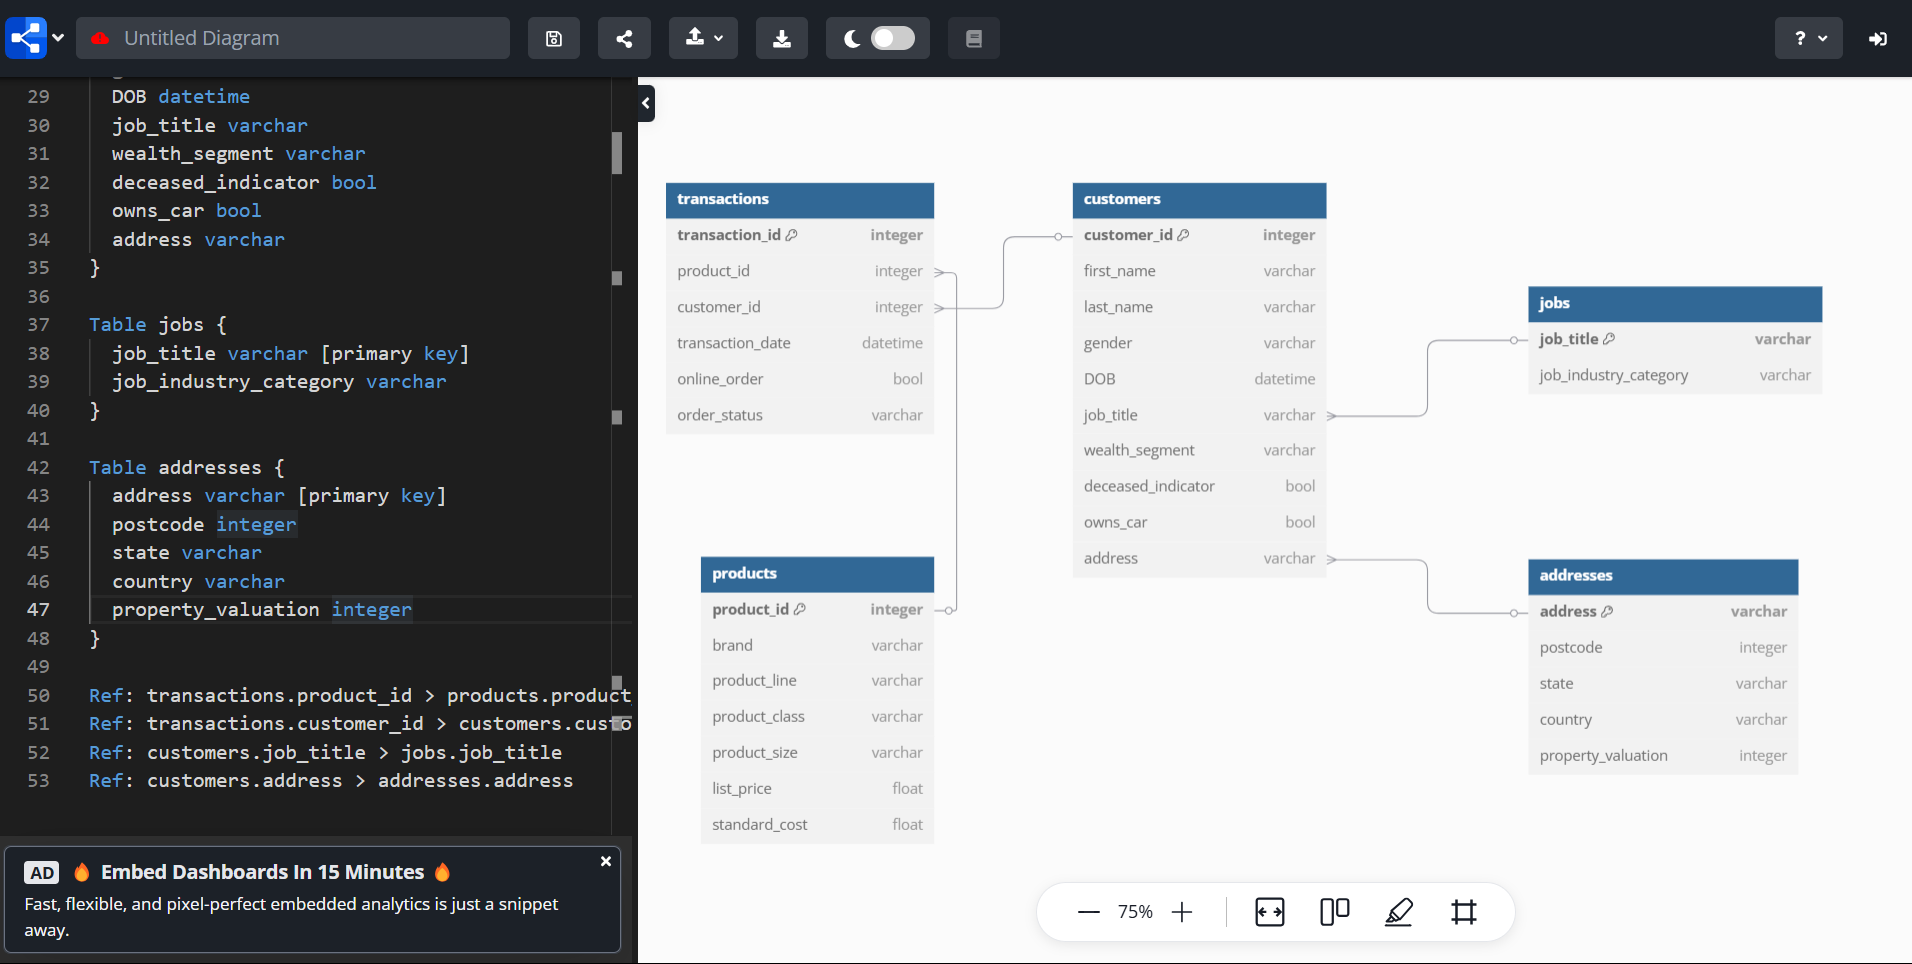 Untitled Diagram
?
29 DOB datetime
30 job_title varchar
31 wealth_segment varchar
32 deceased_indicator bool
33 owns_car bool
34 address varchar
35 }
36
37 Table jobs {
38 job_title varchar [primary key]
39 job_industry_category varchar
40 }
41
42 Table addresses {
43 address varchar [primary key]
44 postcode integer
45 state varchar
46 country varchar
47 property_valuation integer
48 }
49
50 Ref: transactions.product_id > products.product
51 Ref: transactions.customer_id > customers.custo
52 Ref: customers.job_title > jobs.job_title
53 Ref: customers.address > addresses.address
AD 🔥 Embed Dashboards In 15 Minutes 🔥
Fast, flexible, and pixel-perfect embedded analytics is just a snippet
away.
transactions
transaction_id integer
product_id integer
customer_id integer
transaction_date datetime
online_order bool
order_status varchar
products
product_id integer
brand varchar
product_line varchar
product_class varchar
product_size varchar
list_price float
standard_cost float
customers
customer_id integer
first_name varchar
last_name varchar
gender varchar
DOB datetime
job_title varchar
wealth_segment varchar
deceased_indicator bool
owns_car bool
address varchar
jobs
job_title varchar
job_industry_category varchar
addresses
address varchar
postcode integer
state varchar
country varchar
property_valuation integer
75%